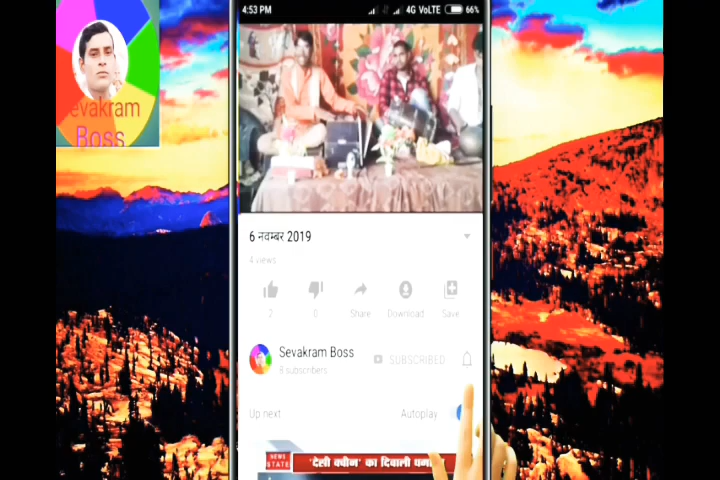 evakram
Boss
4:53 PM
4G VoLTE
66%
6 नवम्बर 2019
4 views
2
0
Share
Download
Save
Sevakram Boss
SUBSCRIBED
8 subscribers
Up next
Autoplay
NEWS
STATE
'देसी क्वीन' का दिवाली